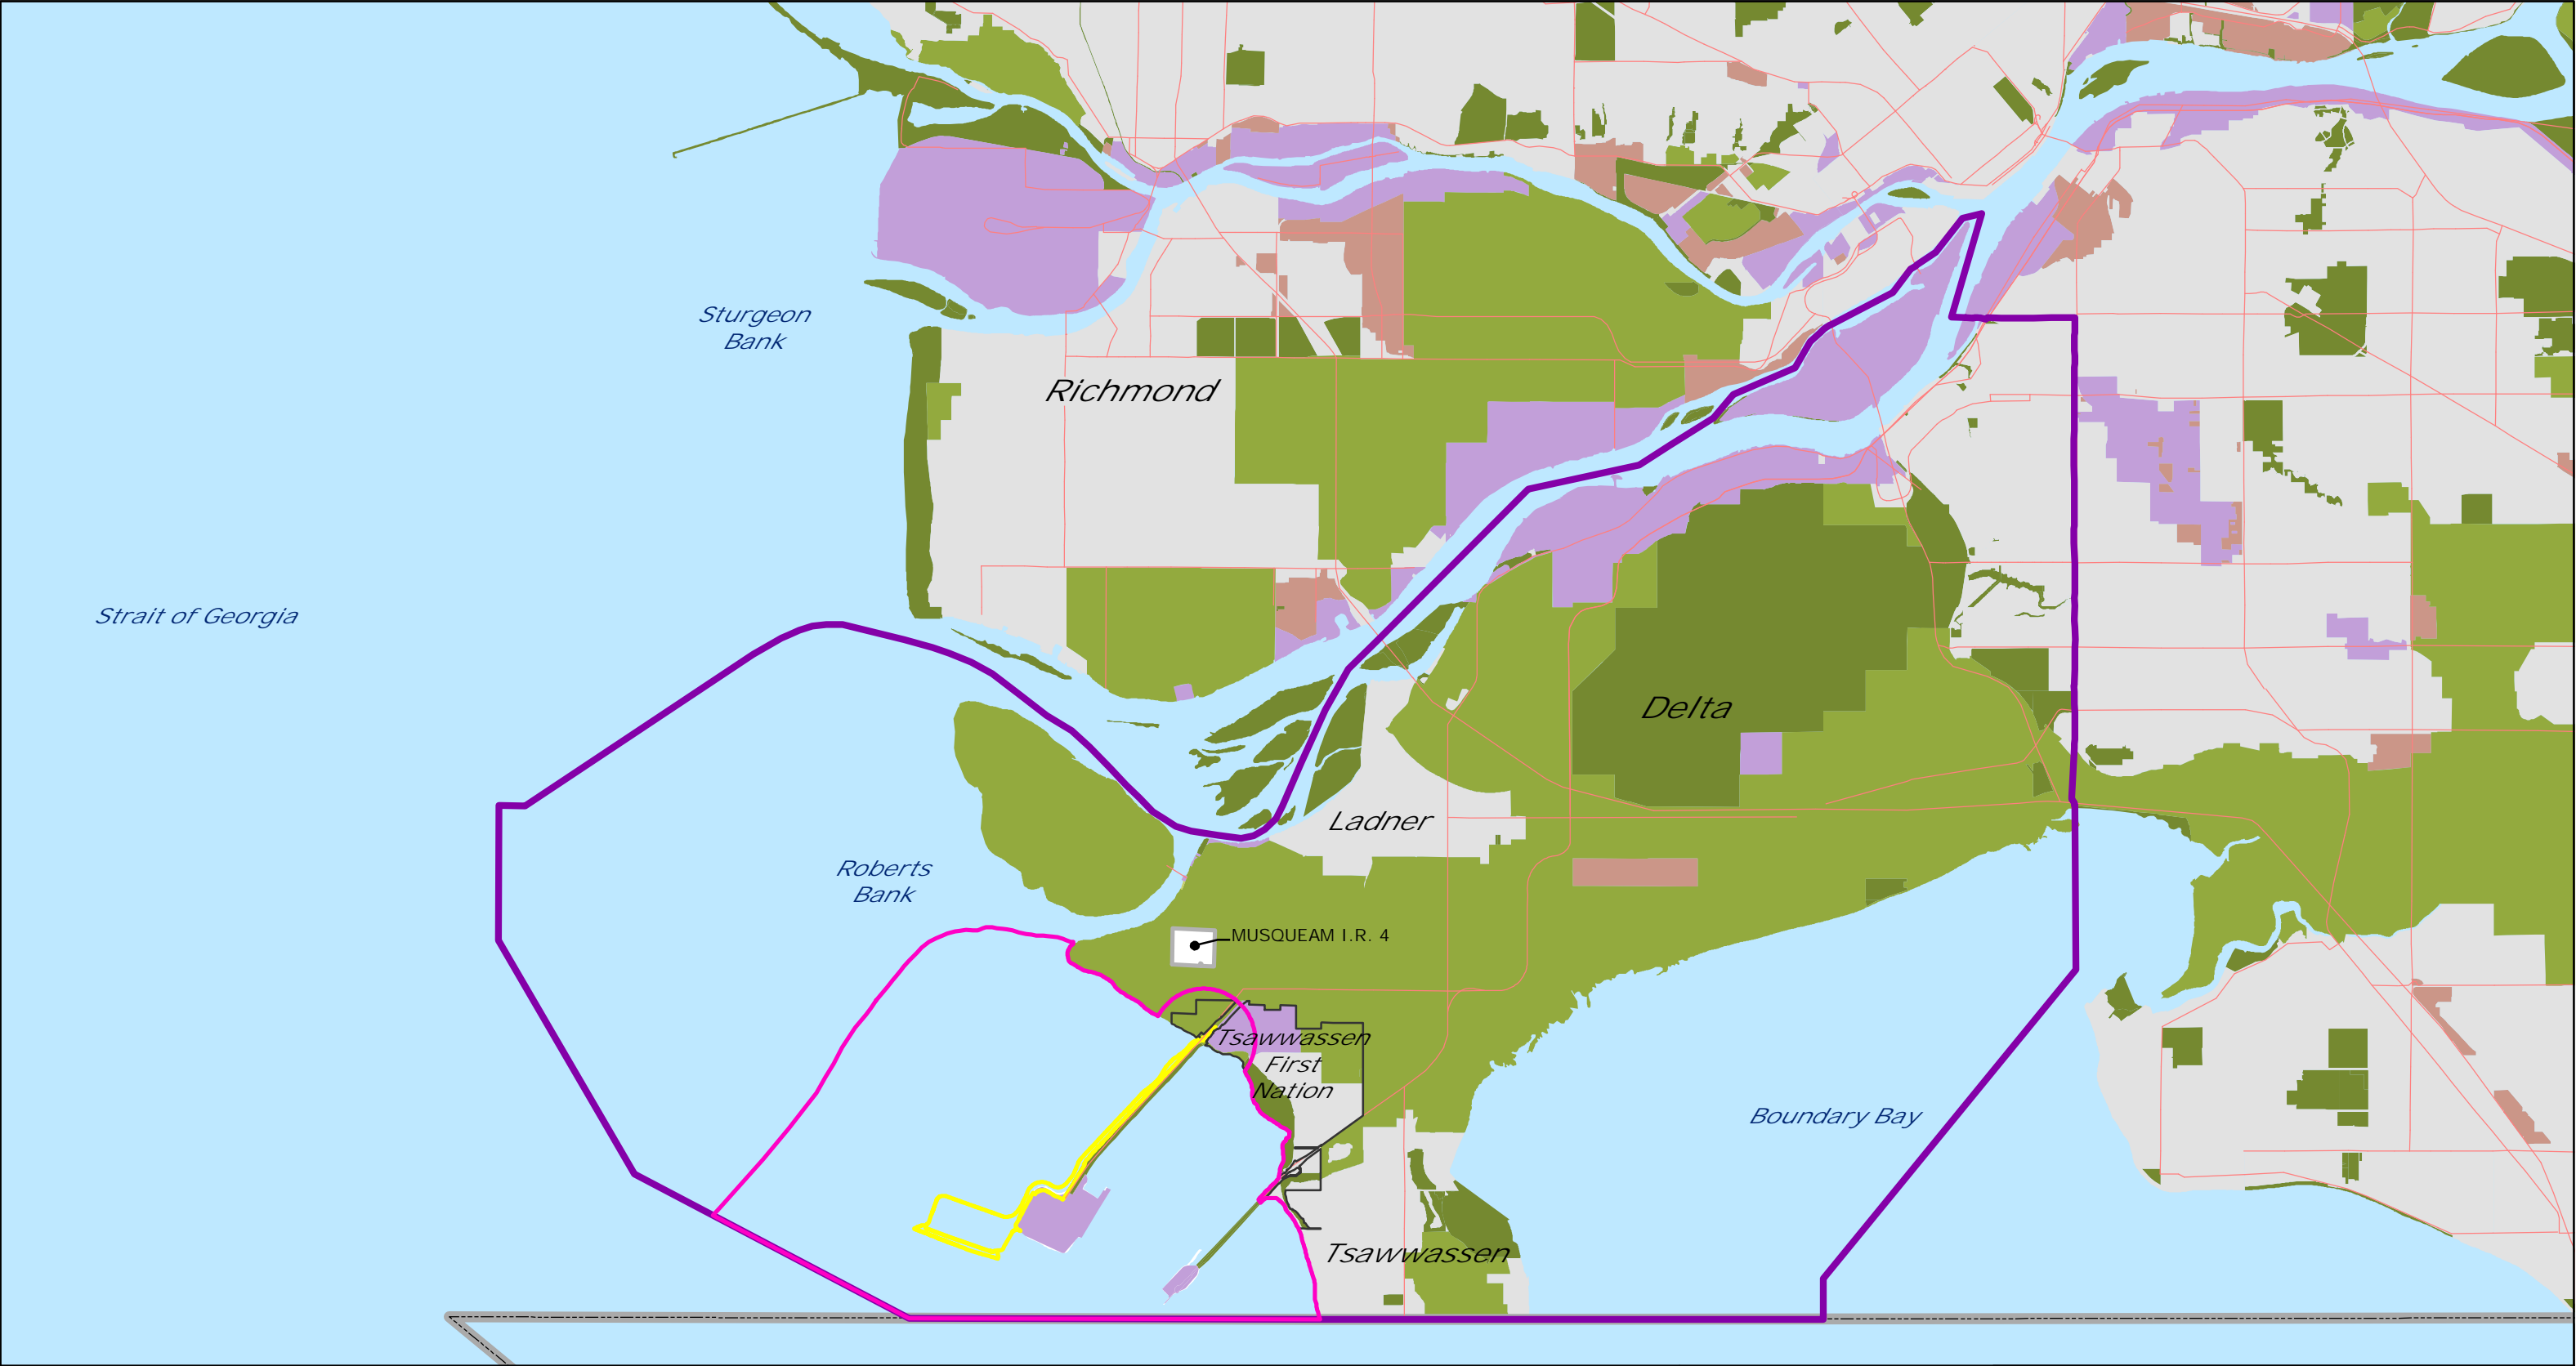 Sturgeon
Bank
Richmond
Strait of Georgia
Delta
Ladner
Roberts
Bank
MUSQUEAM I.R. 4
Tsawwassen
First
Nation
Boundary Bay
Tsawwassen